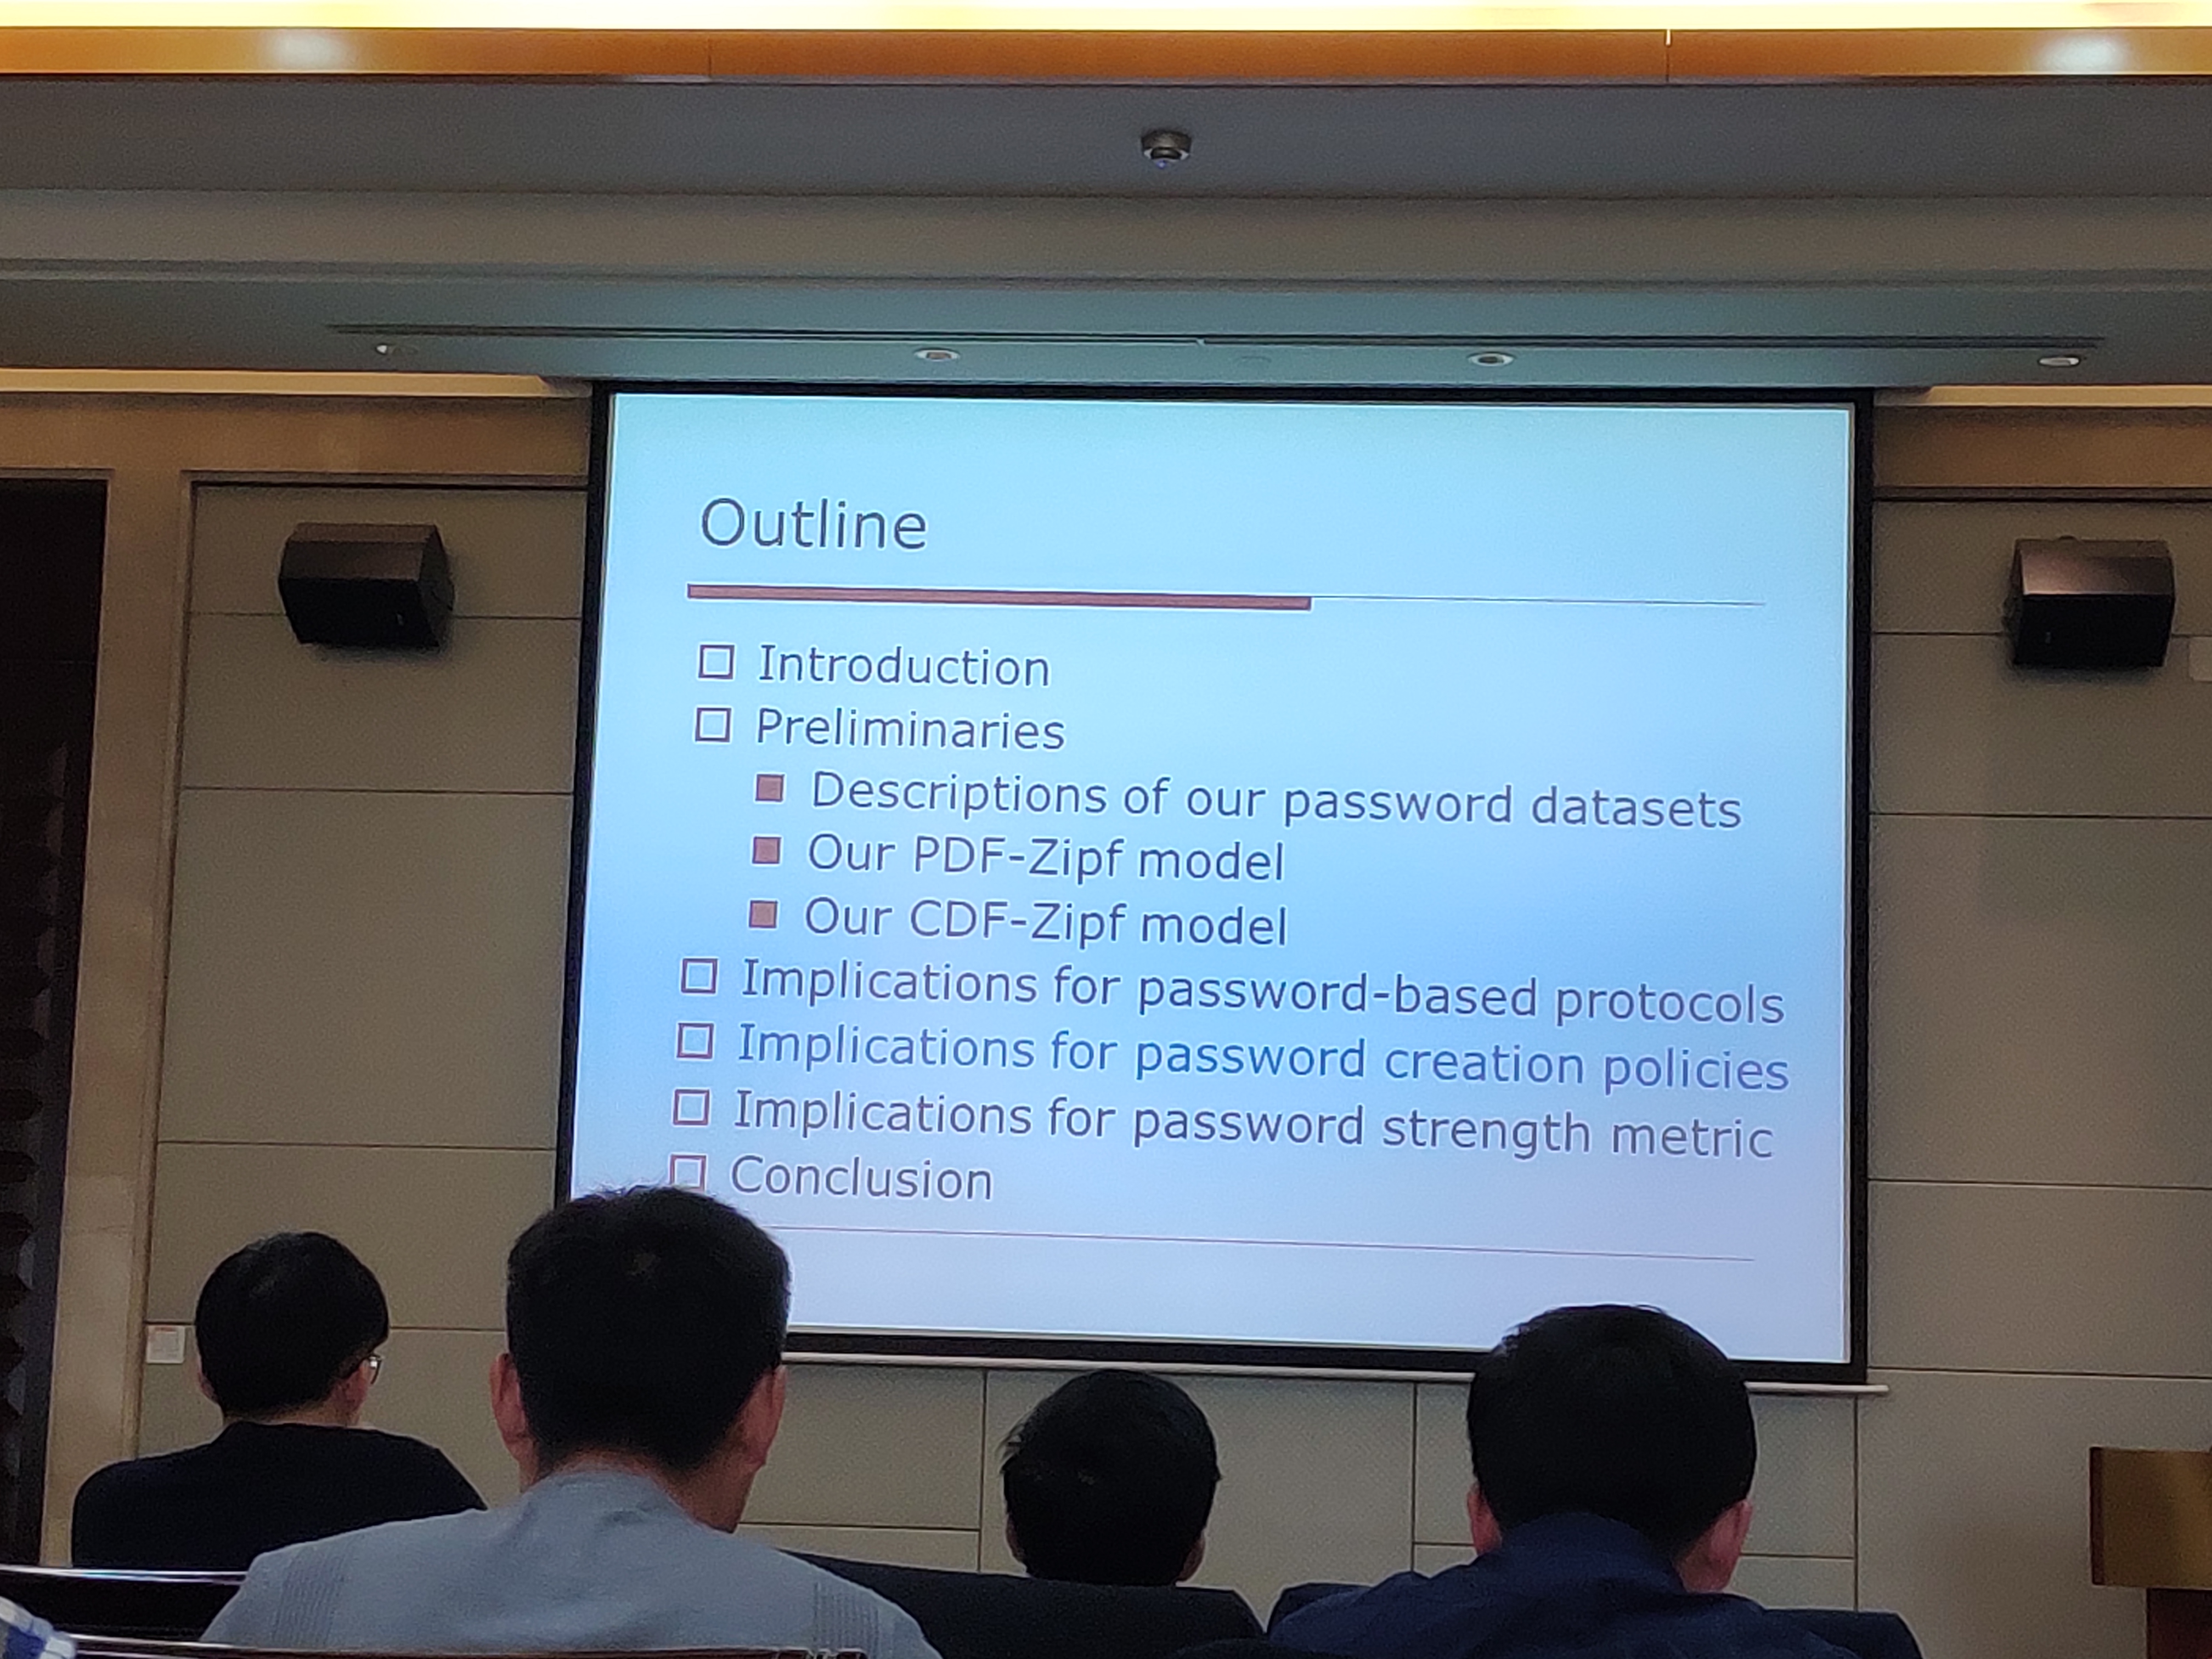 Outline
Introduction
Preliminaries
Descriptions of our password datasets
Our PDF-Zipf model
Our CDF-Zipf model
Implications for password-based protocols
Implications for password creation policies
Implications for password strength metric
Conclusion